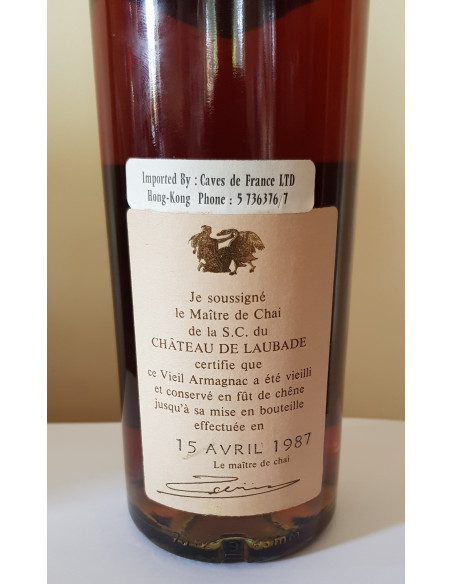 Imported By : Caves de France LTD
Hong-Kong Phone : 5 736376/7
Je soussigné
le Maître de Chai
de la S.C. du
CHÂTEAU DE LAUBADE
certifie que
ce Vieil Armagnac a été vieilli
et conservé en fût de chêne
jusqu'à sa mise en bouteille
effectuée en
15 AVRIL 1987
Le maître de chai